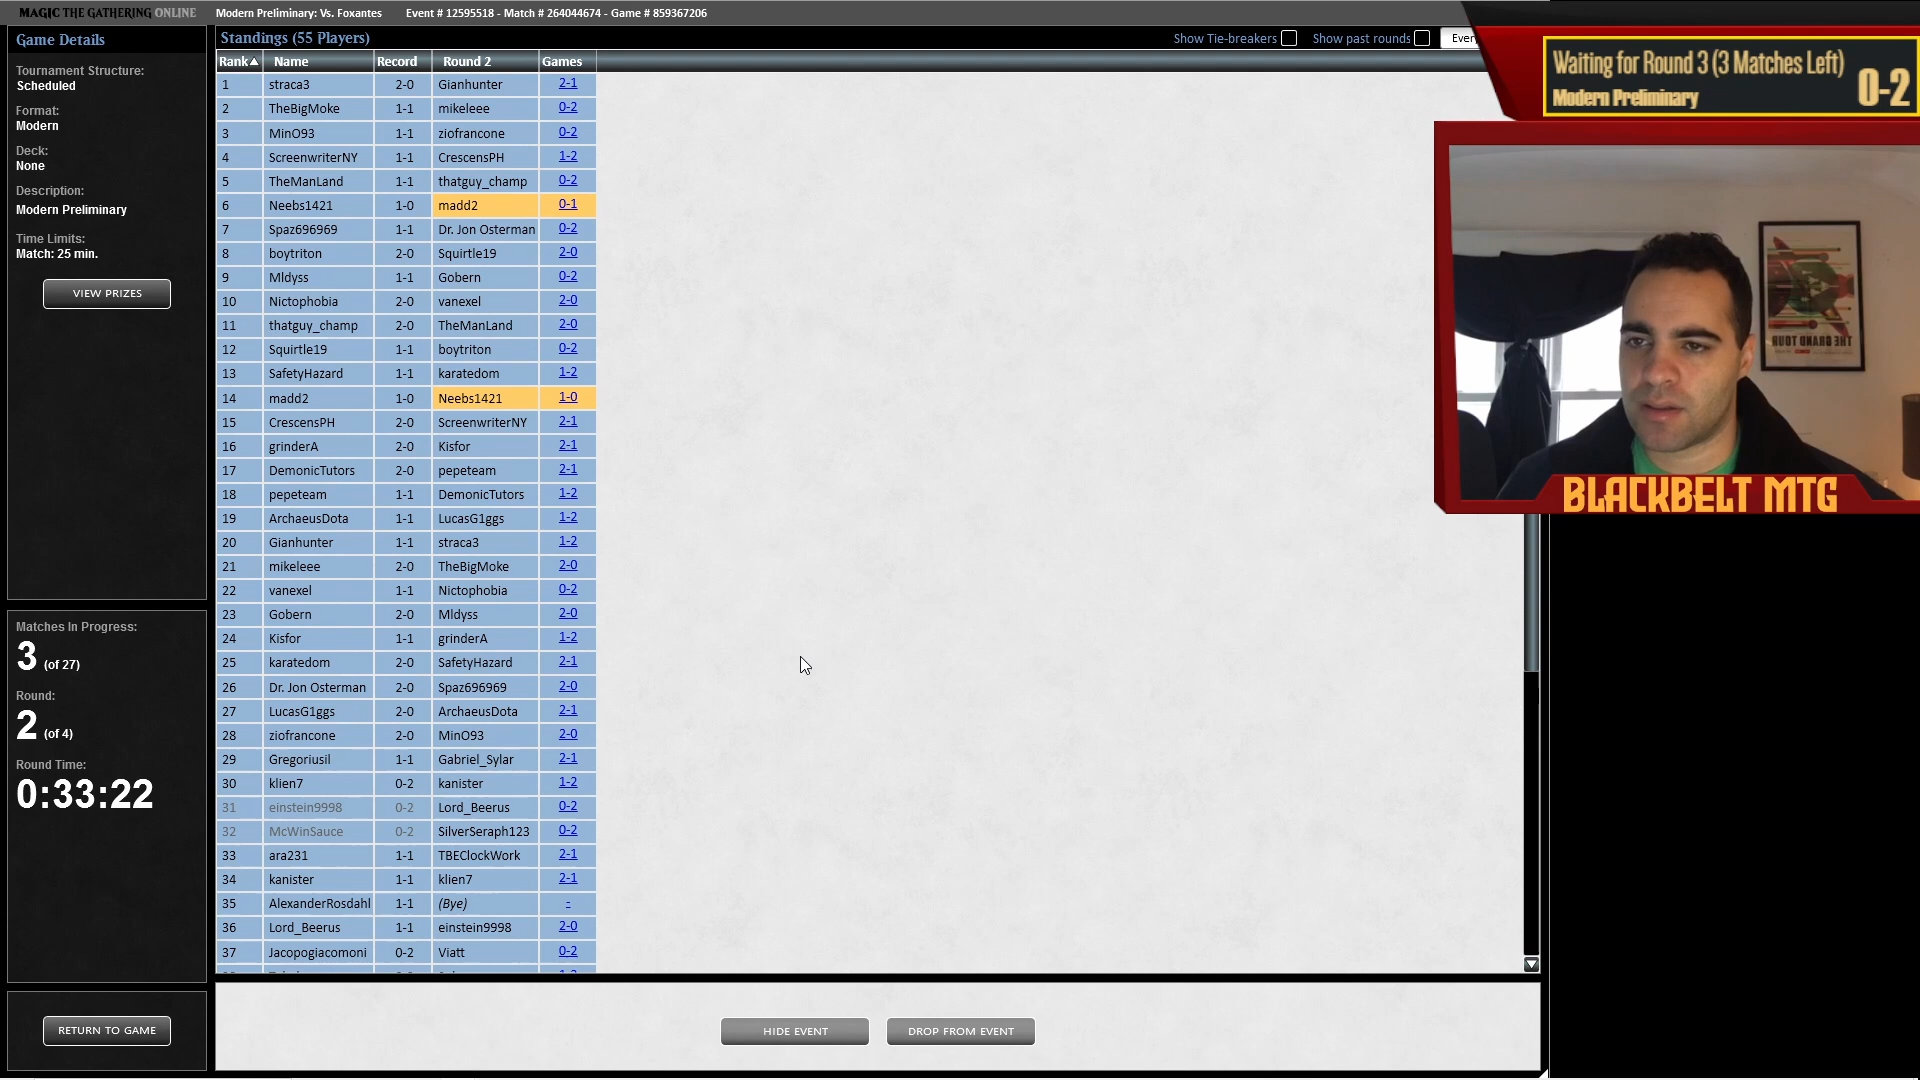 MAGIC THE GATHERING ONLINE
Modern Preliminary: Vs. Foxantes Event # 12595518 - Match # 264044674 - Game # 859367206
Game Details
Tournament Structure:
Scheduled
Format:
Modern
Deck:
None
Description:
Modern Preliminary
Time Limits:
Match: 25 min.
VIEW PRIZES
Matches In Progress:
3 (of 27)
Round:
2 (of 4)
Round Time:
0:33:22
RETURN TO GAME
Standings (55 Players) Show Tie-breakers Show past rounds
Rank Name Record Round 2 Games
1 straca3 2-0 Gianhunter 2-1
2 TheBigMoke 1-1 mikeleee 0-2
3 MinO93 1-1 ziofrancone 0-2
4 ScreenwriterNY 1-1 CrescensPH 1-2
5 TheManLand 1-1 thatguy_champ 0-2
6 Neebs1421 1-0 madd2 0-1
7 Spaz696969 1-1 Dr. Jon Osterman 0-2
8 boytriton 2-0 Squirtle19 2-0
9 Mldyss 1-1 Gobern 0-2
10 Nictophobia 2-0 vanexel 2-0
11 thatguy_champ 2-0 TheManLand 2-0
12 Squirtle19 1-1 boytriton 0-2
13 SafetyHazard 1-1 karatedom 1-2
14 madd2 1-0 Neebs1421 1-0
15 CrescensPH 2-0 ScreenwriterNY 2-1
16 grinderA 2-0 Kisfor 2-1
17 DemonicTutors 2-0 pepeteam 2-1
18 pepeteam 1-1 DemonicTutors 1-2
19 ArchaeusDota 1-1 LucasG1ggs 1-2
20 Gianhunter 1-1 straca3 1-2
21 mikeleee 2-0 TheBigMoke 2-0
22 vanexel 1-1 Nictophobia 0-2
23 Gobern 2-0 Mldyss 2-0
24 Kisfor 1-1 grinderA 1-2
25 karatedom 2-0 SafetyHazard 2-1
26 Dr. Jon Osterman 2-0 Spaz696969 2-0
27 LucasG1ggs 2-0 ArchaeusDota 2-1
28 ziofrancone 2-0 MinO93 2-0
29 Gregoriusil 1-1 Gabriel_Sylar 2-1
30 klien7 0-2 kanister 1-2
31 einstein9998 0-2 Lord_Beerus 0-2
32 McWinSauce 0-2 SilverSeraph123 0-2
33 ara231 1-1 TBEClockWork 2-1
34 kanister 1-1 klien7 2-1
35 AlexanderRosdahl 1-1 (Bye) -
36 Lord_Beerus 1-1 einstein9998 2-0
37 Jacopogiacomoni 0-2 Viatt 0-2
HIDE EVENT DROP FROM EVENT
Waiting for Round 3 (3 Matches Left)
Modern Preliminary
0-2
THE GRAND TOUR
BLACKBELT MTG